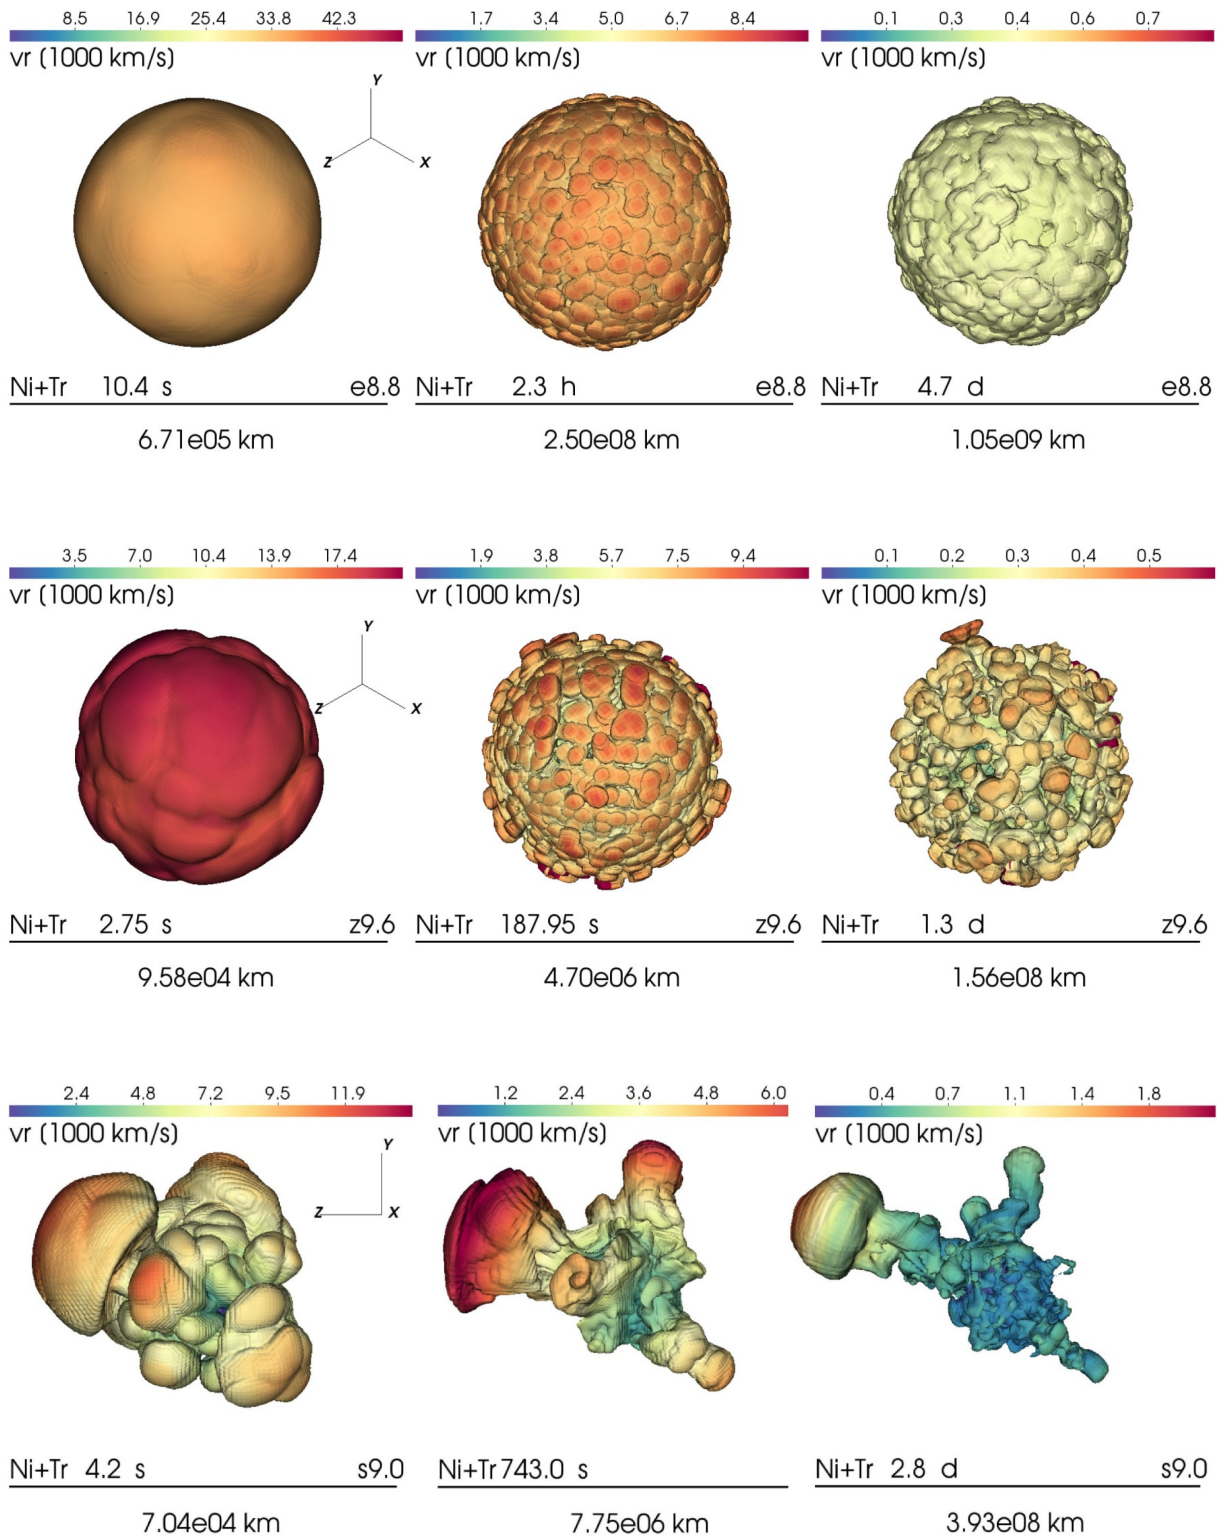 8.5 16.9 25.4 33.8 42.3
vr (1000 km/s)
Y
Z
X
Ni+Tr 10.4 s e8.8
6.71e05 km
1.7 3.4 5.0 6.7 8.4
vr (1000 km/s)
Ni+Tr 2.3 h e8.8
2.50e08 km
0.1 0.3 0.4 0.6 0.7
vr (1000 km/s)
Ni+Tr 4.7 d e8.8
1.05e09 km
3.5 7.0 10.4 13.9 17.4
vr (1000 km/s)
Y
Z
X
Ni+Tr 2.75 s z9.6
9.58e04 km
1.9 3.8 5.7 7.5 9.4
vr (1000 km/s)
Ni+Tr 187.95 s z9.6
4.70e06 km
0.1 0.2 0.3 0.4 0.5
vr (1000 km/s)
Ni+Tr 1.3 d z9.6
1.56e08 km
2.4 4.8 7.2 9.5 11.9
vr (1000 km/s)
Y
Z
X
Ni+Tr 4.2 s s9.0
7.04e04 km
1.2 2.4 3.6 4.8 6.0
vr (1000 km/s)
Ni+Tr 743.0 s
7.75e06 km
0.4 0.7 1.1 1.4 1.8
vr (1000 km/s)
Ni+Tr 2.8 d s9.0
3.93e08 km